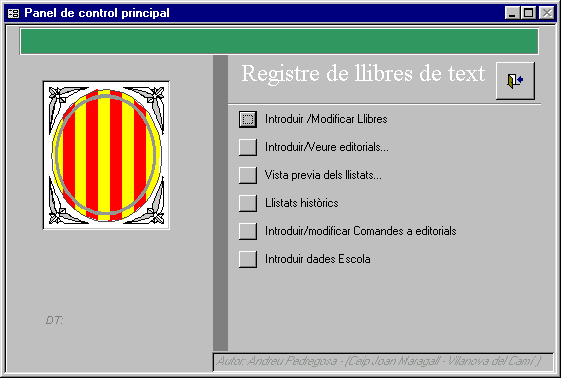 Panel de control principal
Registre de llibres de text
Introduir /Modificar Llibres
Introduir/Veure editorials...
Vista previa dels llistats...
Llistats històrics
Introduir/modificar Comandes a editorials
Introduir dades Escola
DT:
Autor: Andreu Pedregosa - (Ceip Joan Maragall - Vilanova del Camí )